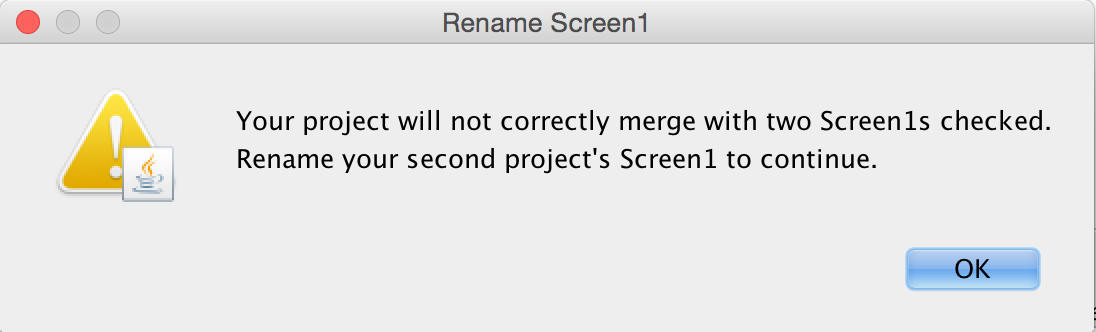 Rename Screen1
Your project will not correctly merge with two Screen1s checked.
Rename your second project's Screen1 to continue.
OK